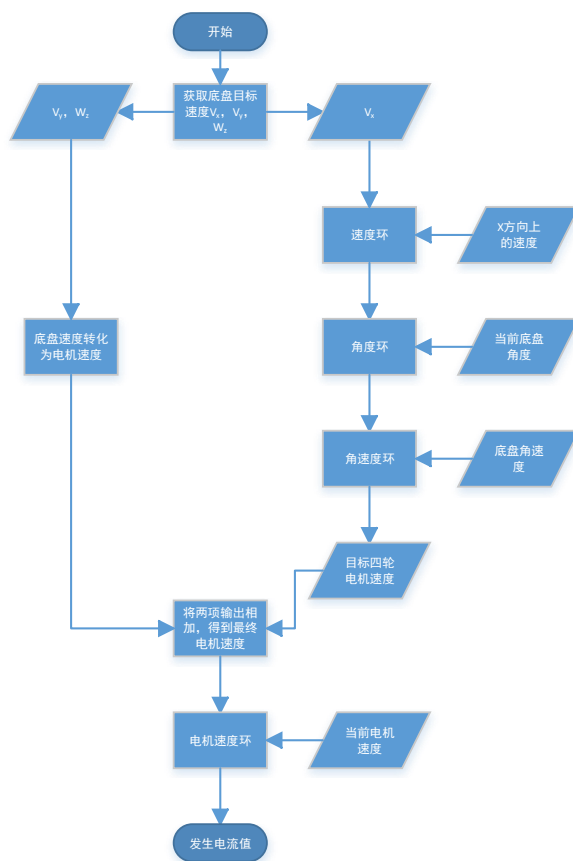 开始
获取底盘目标
速度Vx，Vy，
Wz
Vy，Wz
Vx
速度环
X方向上
的速度
底盘速度转化
为电机速度
角度环
当前底盘
角度
角速度环
底盘角速
度
目标四轮
电机速度
将两项输出相
加，得到最终
电机速度
电机速度环
当前电机
速度
发生电流值